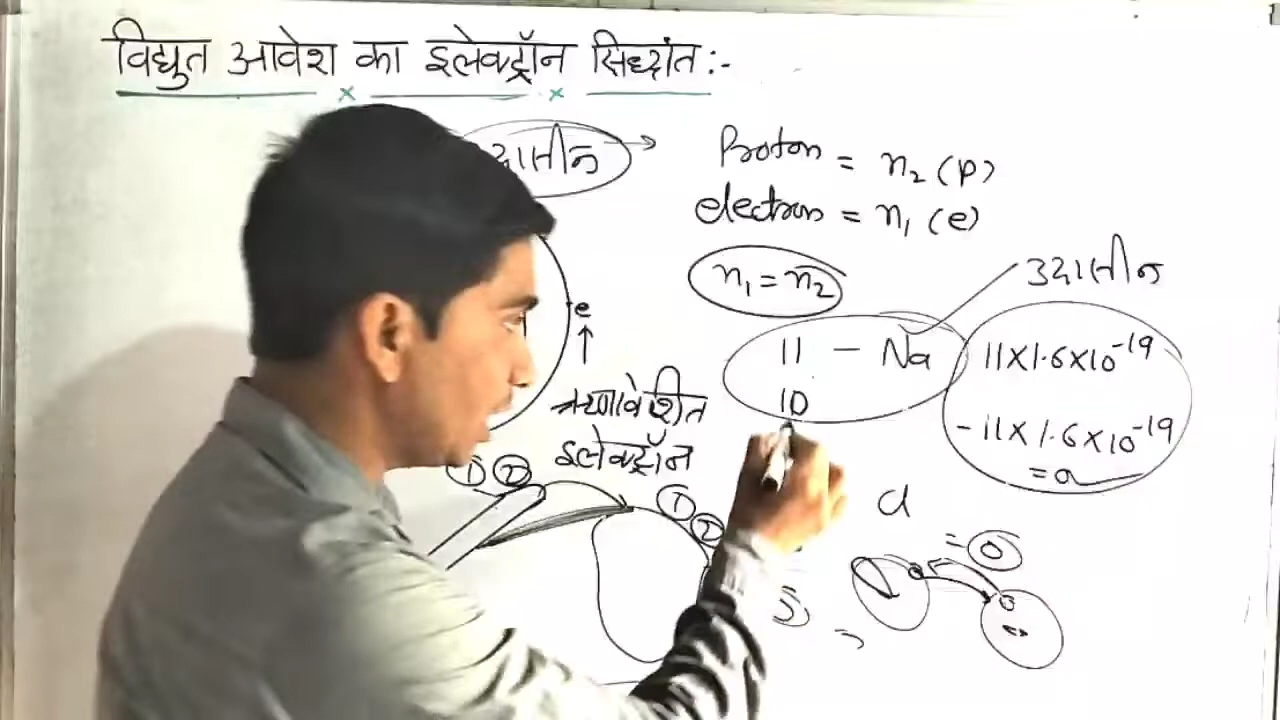 विद्युत आवेश का इलेक्ट्रॉन सिध्दांत :-
Proton = n₂ (p)
electron = n₁ (e)
n₁ = n₂
उदासीन
e
11 - Na
10
11×1.6×10⁻¹⁹
-11×1.6×10⁻¹⁹
= 0
ऋणावेशित
इलेक्ट्रॉन
① ②
① ②
= 0